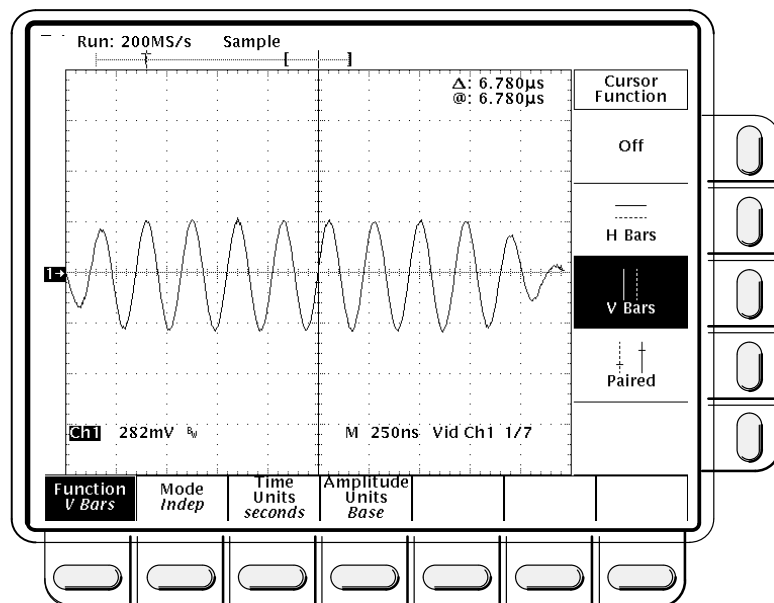 Run: 200MS/s Sample
Δ: 6.780µs
@: 6.780µs
1→
Ch1 282mV BW M 250ns Vid Ch1 1/7
Cursor
Function
Off
H Bars
V Bars
Paired
Function
V Bars
Mode
Indep
Time
Units
seconds
Amplitude
Units
Base